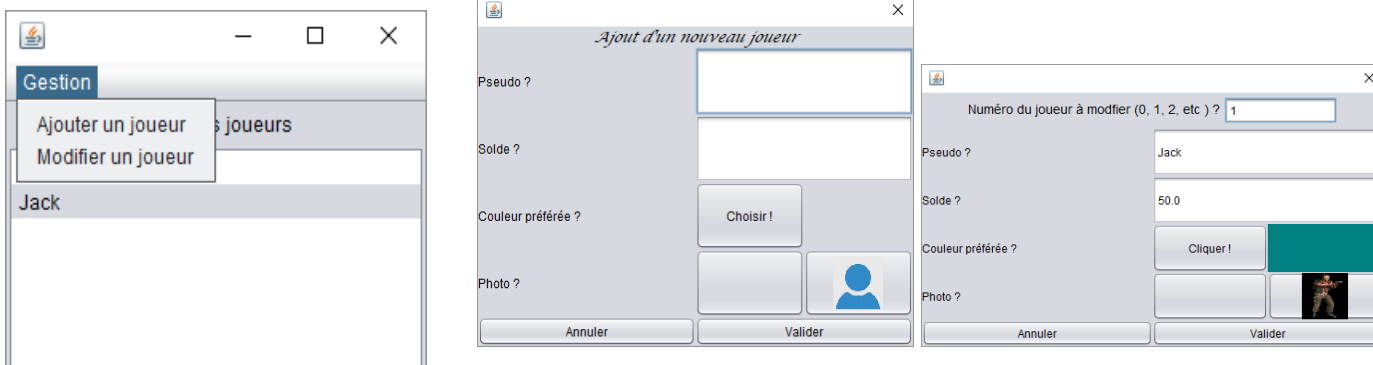 Gestion
Ajouter un joueur
s joueurs
Modifier un joueur
Jack
Ajout d'un nouveau joueur
Pseudo ?
Solde ?
Couleur préférée ?
Choisir !
Photo ?
Annuler
Valider
Numéro du joueur à modfier (0, 1, 2, etc ) ? 1
Pseudo ?
Jack
Solde ?
50.0
Couleur préférée ?
Cliquer !
Photo ?
Annuler
Valider